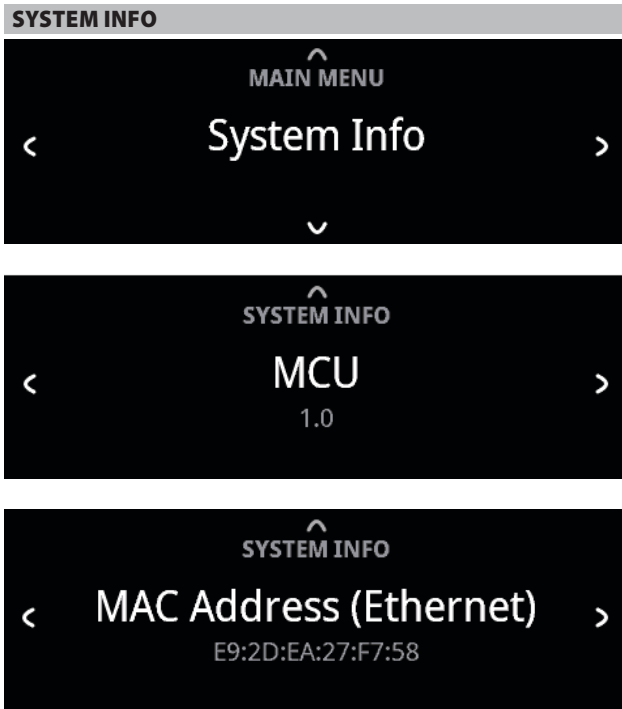 SYSTEM INFO
MAIN MENU
System Info
SYSTEM INFO
MCU
1.0
SYSTEM INFO
MAC Address (Ethernet)
E9:2D:EA:27:F7:58